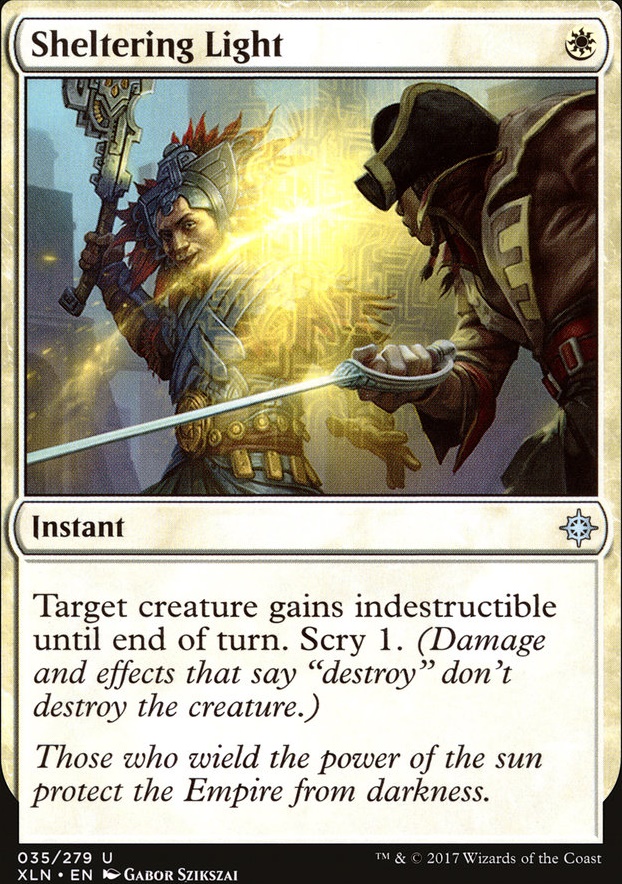 Sheltering Light
Instant
Target creature gains indestructible
until end of turn. Scry 1. (Damage
and effects that say “destroy” don’t
destroy the creature.)
Those who wield the power of the sun
protect the Empire from darkness.
035/279 U
XLN • EN Gabor Szikszai
™ & © 2017 Wizards of the Coast